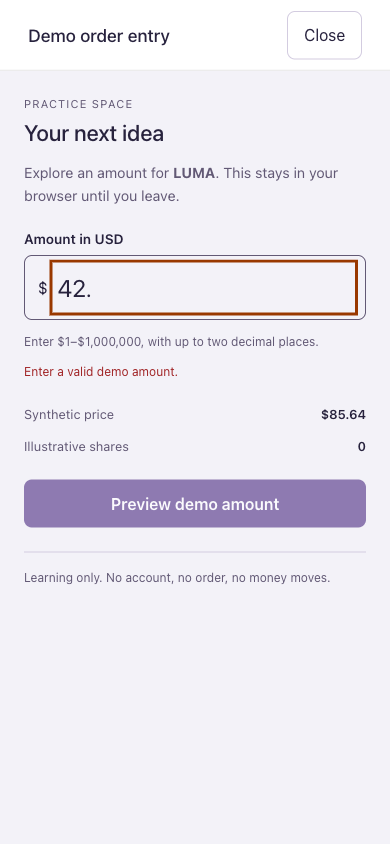 Demo order entry
Close
PRACTICE SPACE
Your next idea
Explore an amount for LUMA. This stays in your
browser until you leave.
Amount in USD
$ 42.
Enter $1–$1,000,000, with up to two decimal places.
Enter a valid demo amount.
Synthetic price $85.64
Illustrative shares 0
Preview demo amount
Learning only. No account, no order, no money moves.